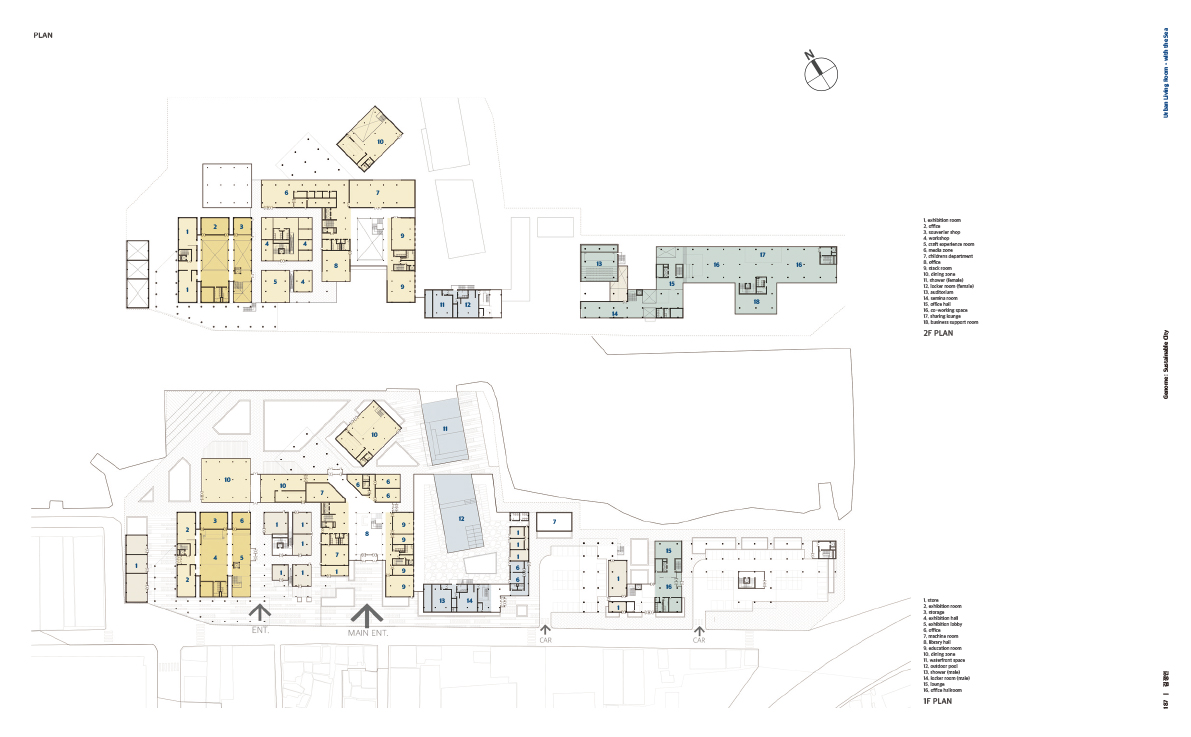 PLAN
N
Urban Living Room - with the Sea
10
6
7
1
2
3
9
4
4
8
5
4
1
9
11
12
13
14
15
16
17
16
18
1. exhibition room
2. office
3. souvenier shop
4. workshop
5. craft experience room
6. media zone
7. childrens department
8. office
9. stack room
10. dining zone
11. shower (female)
12. locker room (female)
13. auditorium
14. semina room
15. office hall
16. co-working space
17. sharing lounge
18. business support room
2F PLAN
Genome : Sustainable City
10
11
10
10
7
6
6
6
12
7
2
3
6
1
1
9
1
8
9
1
4
5
1
7
9
1
15
1
1
1
9
6
6
2
1
9
13
14
1
16
1
ENT.
MAIN ENT.
CAR
CAR
1. store
2. exhibition room
3. storage
4. exhibition hall
5. exhibition lobby
6. office
7. machine room
8. library hall
9. education room
10. dining zone
11. waterfront space
12. outdoor pool
13. shower (male)
14. locker room (male)
15. lounge
16. office hallroom
1F PLAN
187 |